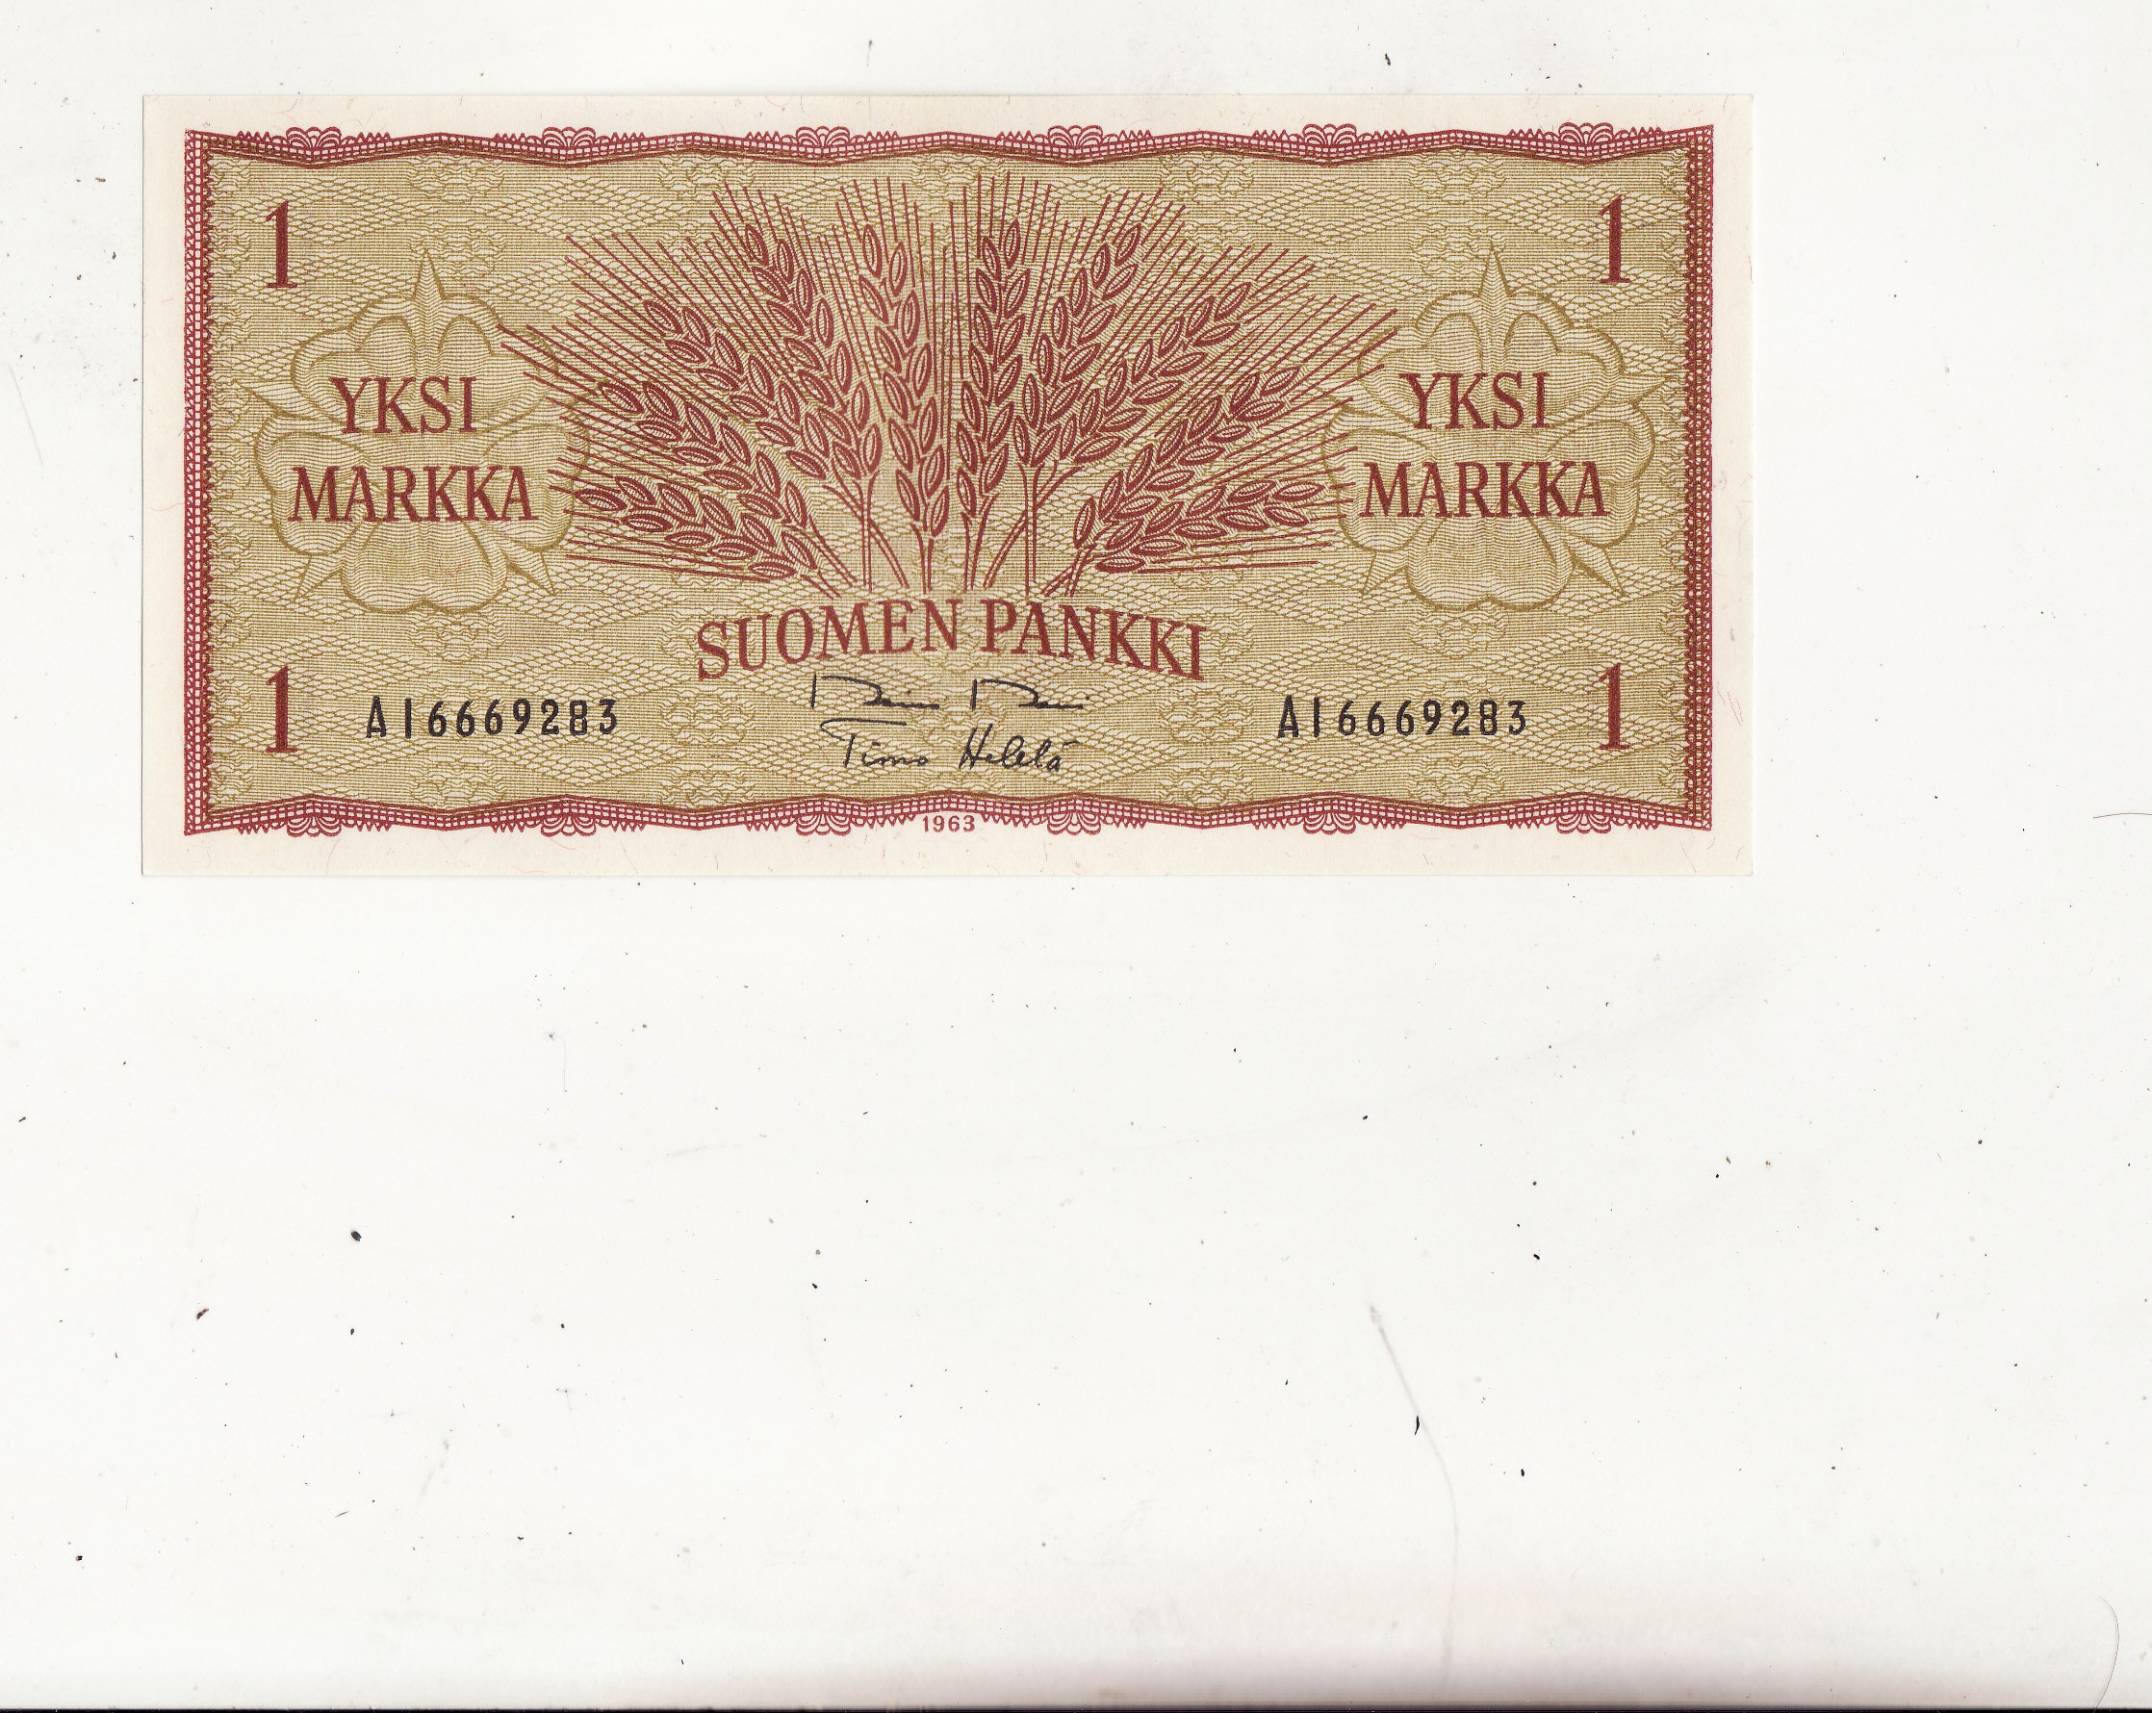 1 1
YKSI YKSI
MARKKA MARKKA
SUOMEN PANKKI
1 A16669283 A16669283 1
Timo Helelä
1963